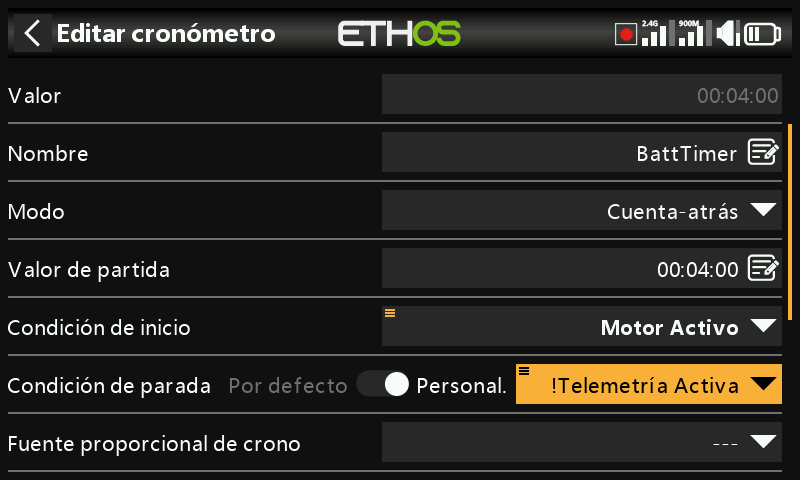 Editar cronómetro ETHOS 2.4G 900M
Valor 00:04:00
Nombre BattTimer
Modo Cuenta-atrás
Valor de partida 00:04:00
Condición de inicio Motor Activo
Condición de parada Por defecto Personal. !Telemetría Activa
Fuente proporcional de crono ---